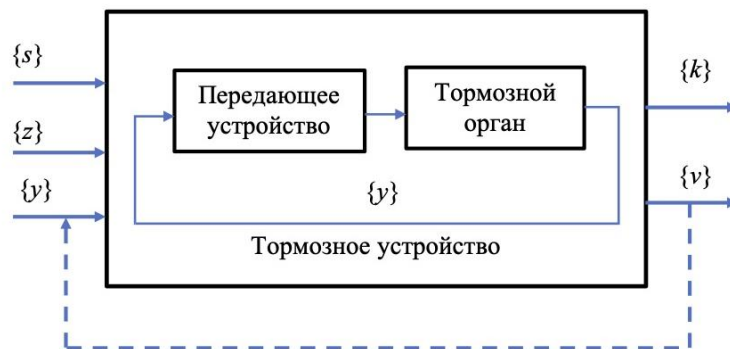 {s}
{k}
Передающее
устройство
Тормозной
орган
{z}
{y}
{y}
{v}
Тормозное устройство